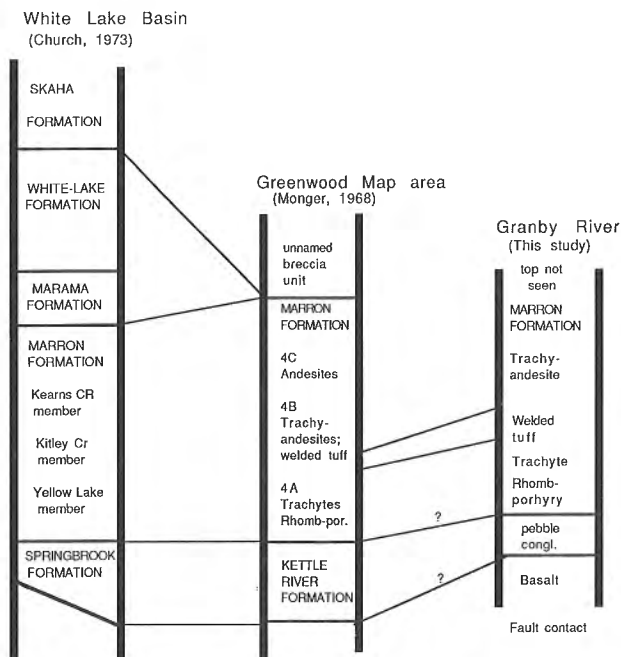 White Lake Basin
(Church, 1973)
SKAHA
FORMATION
WHITE-LAKE
FORMATION
MARAMA
FORMATION
MARRON
FORMATION
Kearns CR
member
Kitley Cr
member
Yellow Lake
member
SPRINGBROOK
FORMATION
Greenwood Map area
(Monger, 1968)
unnamed
breccia
unit
MARRON
FORMATION
4C
Andesites
4B
Trachy-
andesites;
welded tuff
4A
Trachytes
Rhomb-por.
KETTLE
RIVER
FORMATION
?
?
Granby River
(This study)
top not
seen
MARRON
FORMATION
Trachy-
andesite
Welded
tuff
Trachyte
Rhomb-
porhyry
pebble
congl.
Basalt
Fault contact